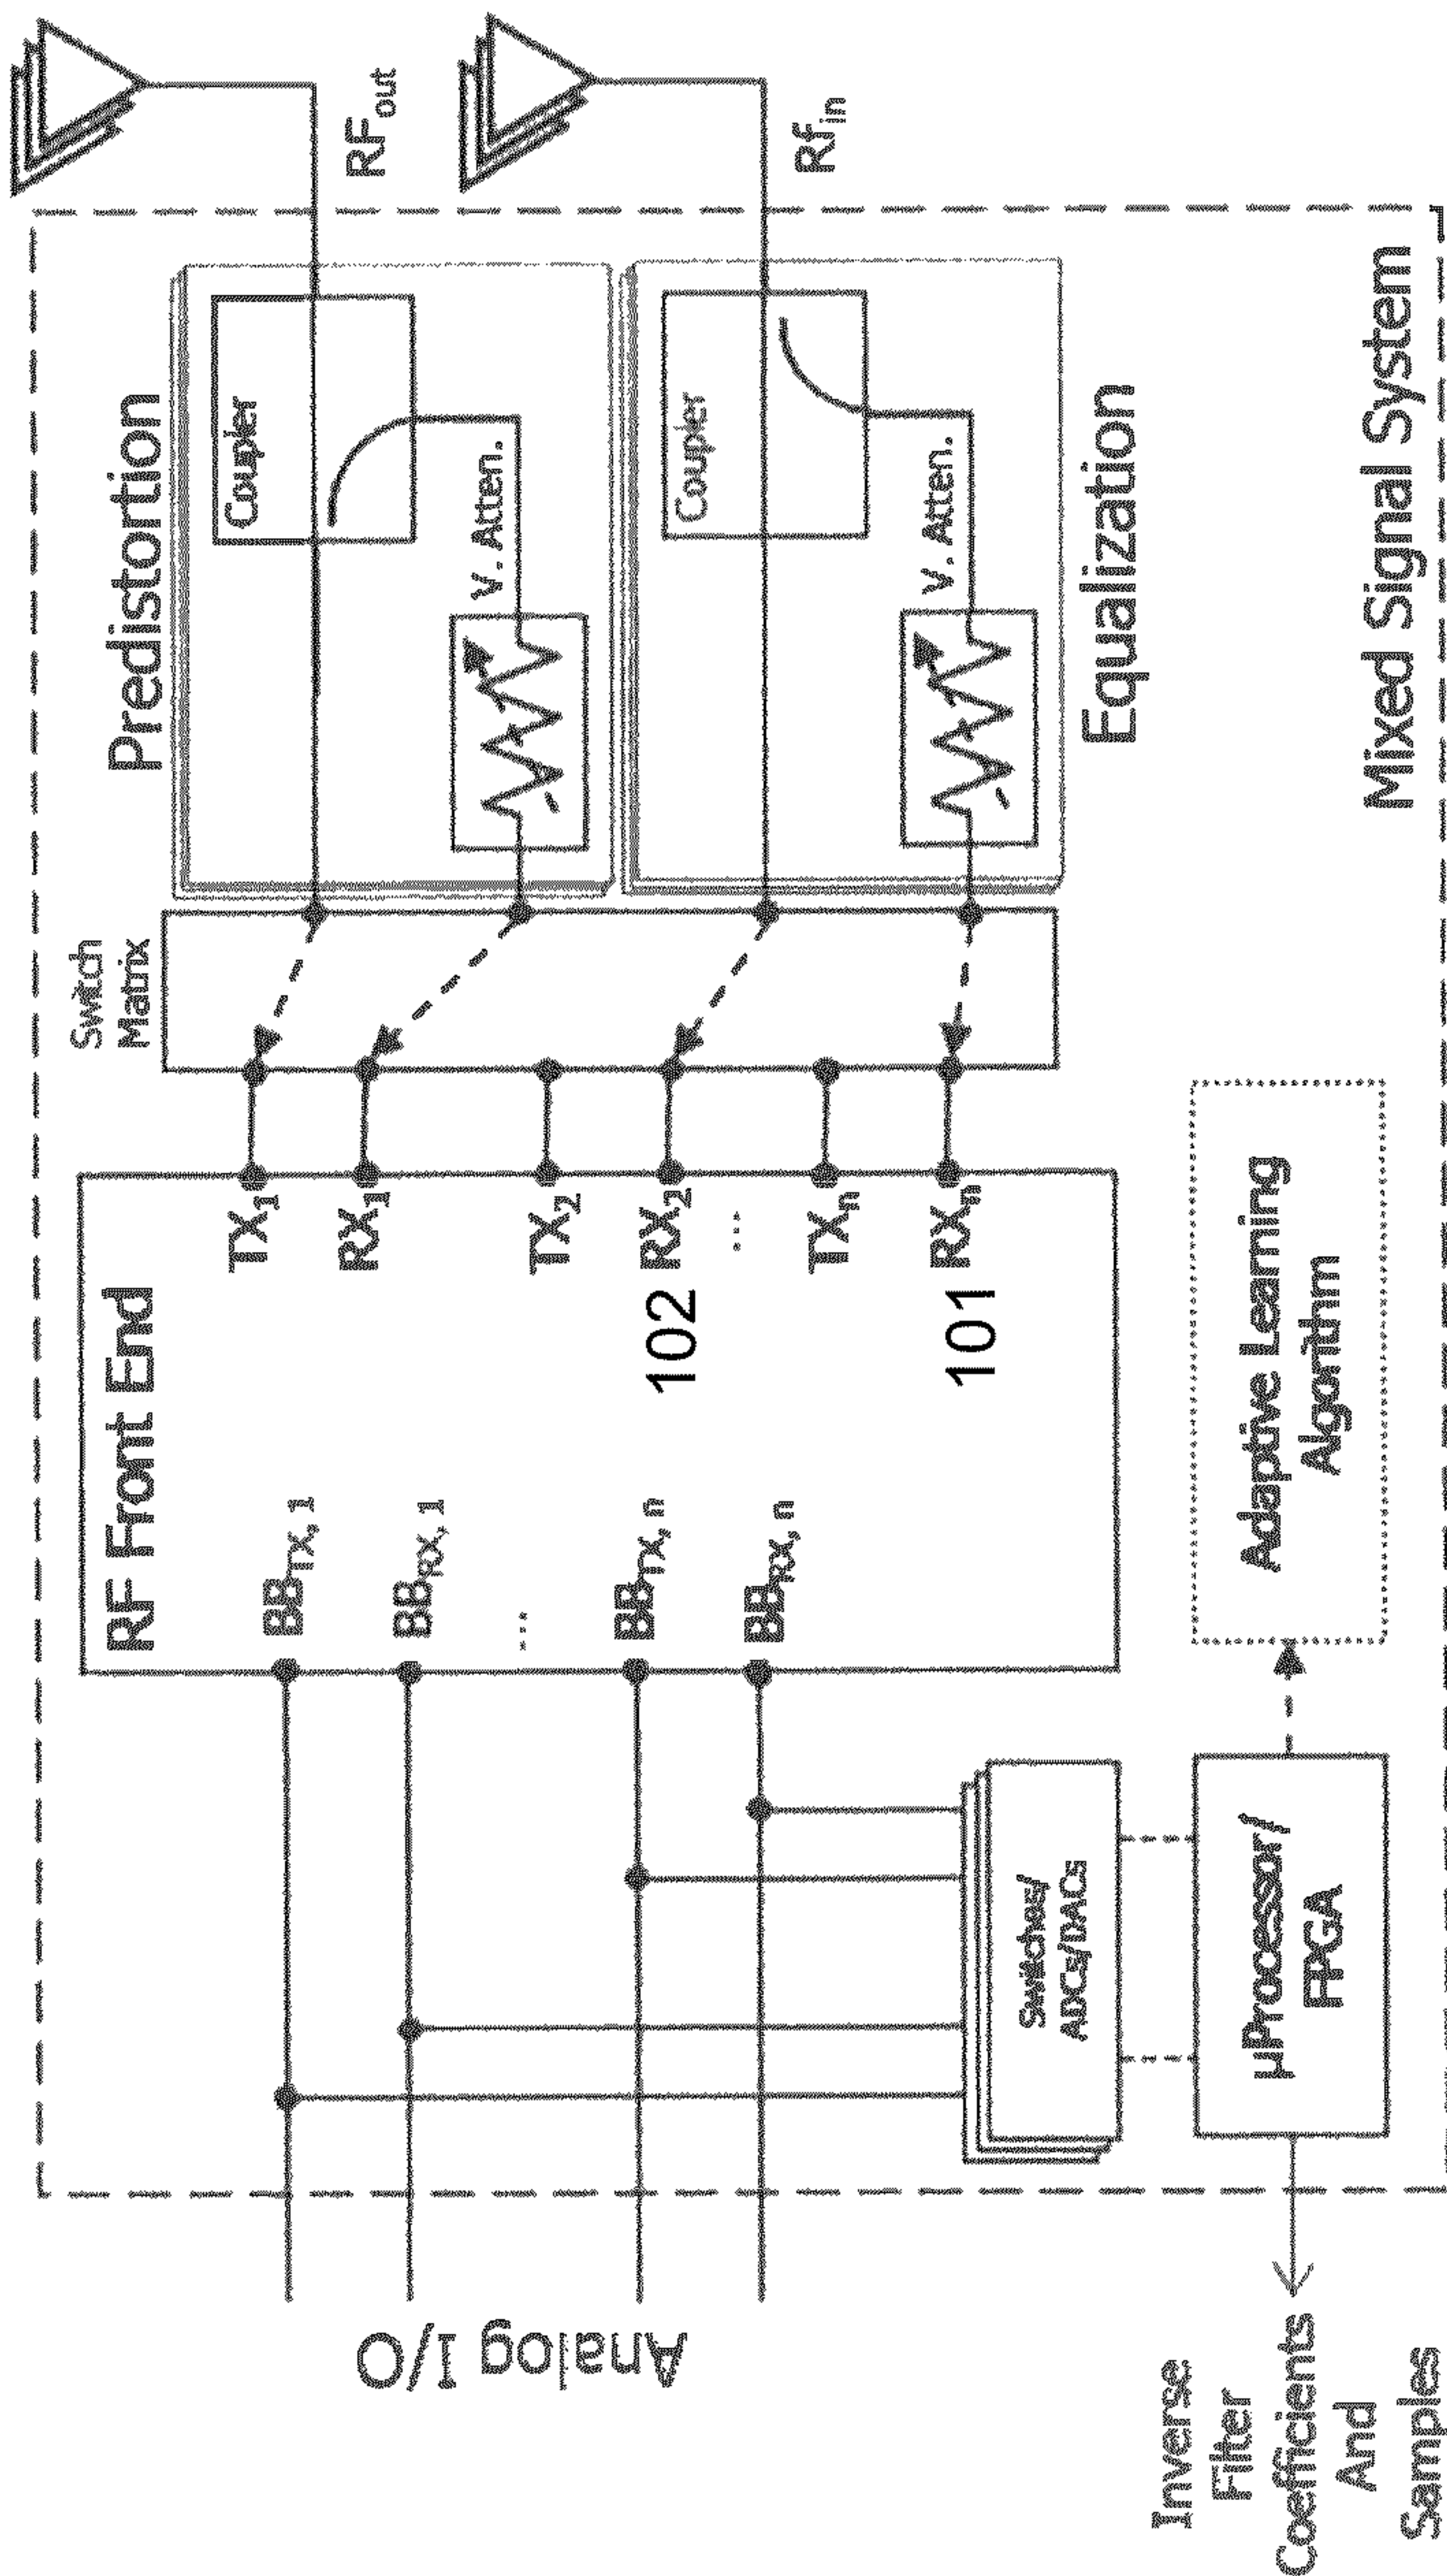 RF_out
Rf_in
Predistortion
Coupler
V. Atten.
Coupler
V. Atten.
Equalization
Mixed Signal System
Switch
Matrix
RF Front End
TX_1
RX_1
TX_2
RX_2
...
TX_n
RX_n
102
101
BB_TX, 1
BB_RX, 1
...
BB_TX, n
BB_RX, n
Adaptive Learning
Algorithm
Switches/
ADCs/DACs
µProcessor/
FPGA
Analog I/O
Inverse
Filter
Coefficients
And
Samples